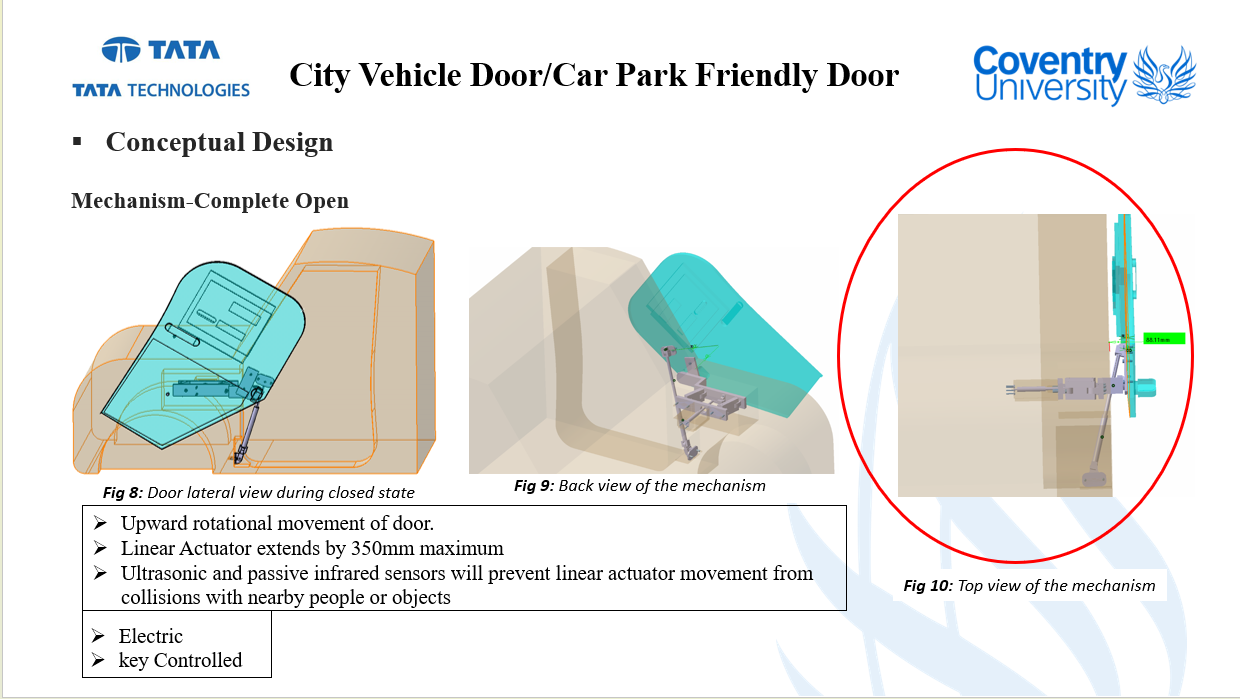 TATA
TATA TECHNOLOGIES
City Vehicle Door/Car Park Friendly Door
Coventry
University
▪ Conceptual Design
Mechanism-Complete Open
Fig 8: Door lateral view during closed state
Fig 9: Back view of the mechanism
Fig 10: Top view of the mechanism
➢ Upward rotational movement of door.
➢ Linear Actuator extends by 350mm maximum
➢ Ultrasonic and passive infrared sensors will prevent linear actuator movement from
collisions with nearby people or objects
➢ Electric
➢ key Controlled